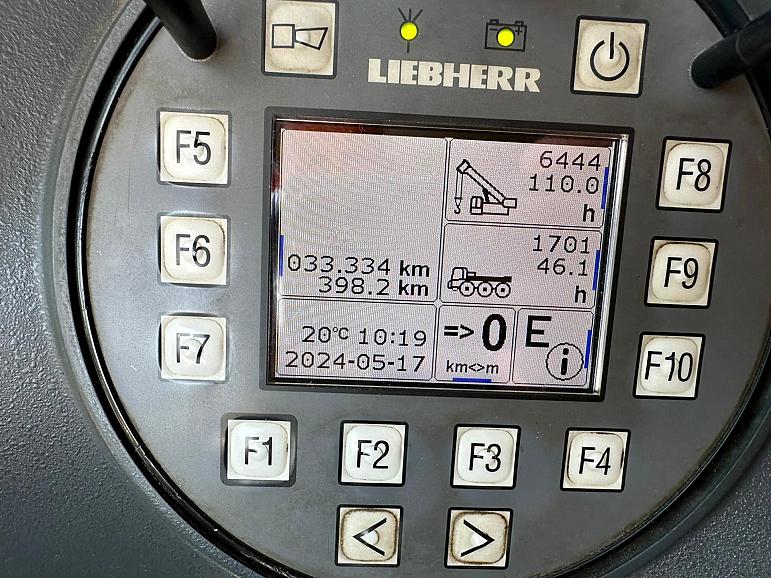 LIEBHERR
F5
F6
F7
F8
F9
F10
6444
110.0
h
033.334 km
398.2 km
1701
46.1
h
20°C 10:19
2024-05-17
=> 0
km<>m
E
i
F1
F2
F3
F4
<
>